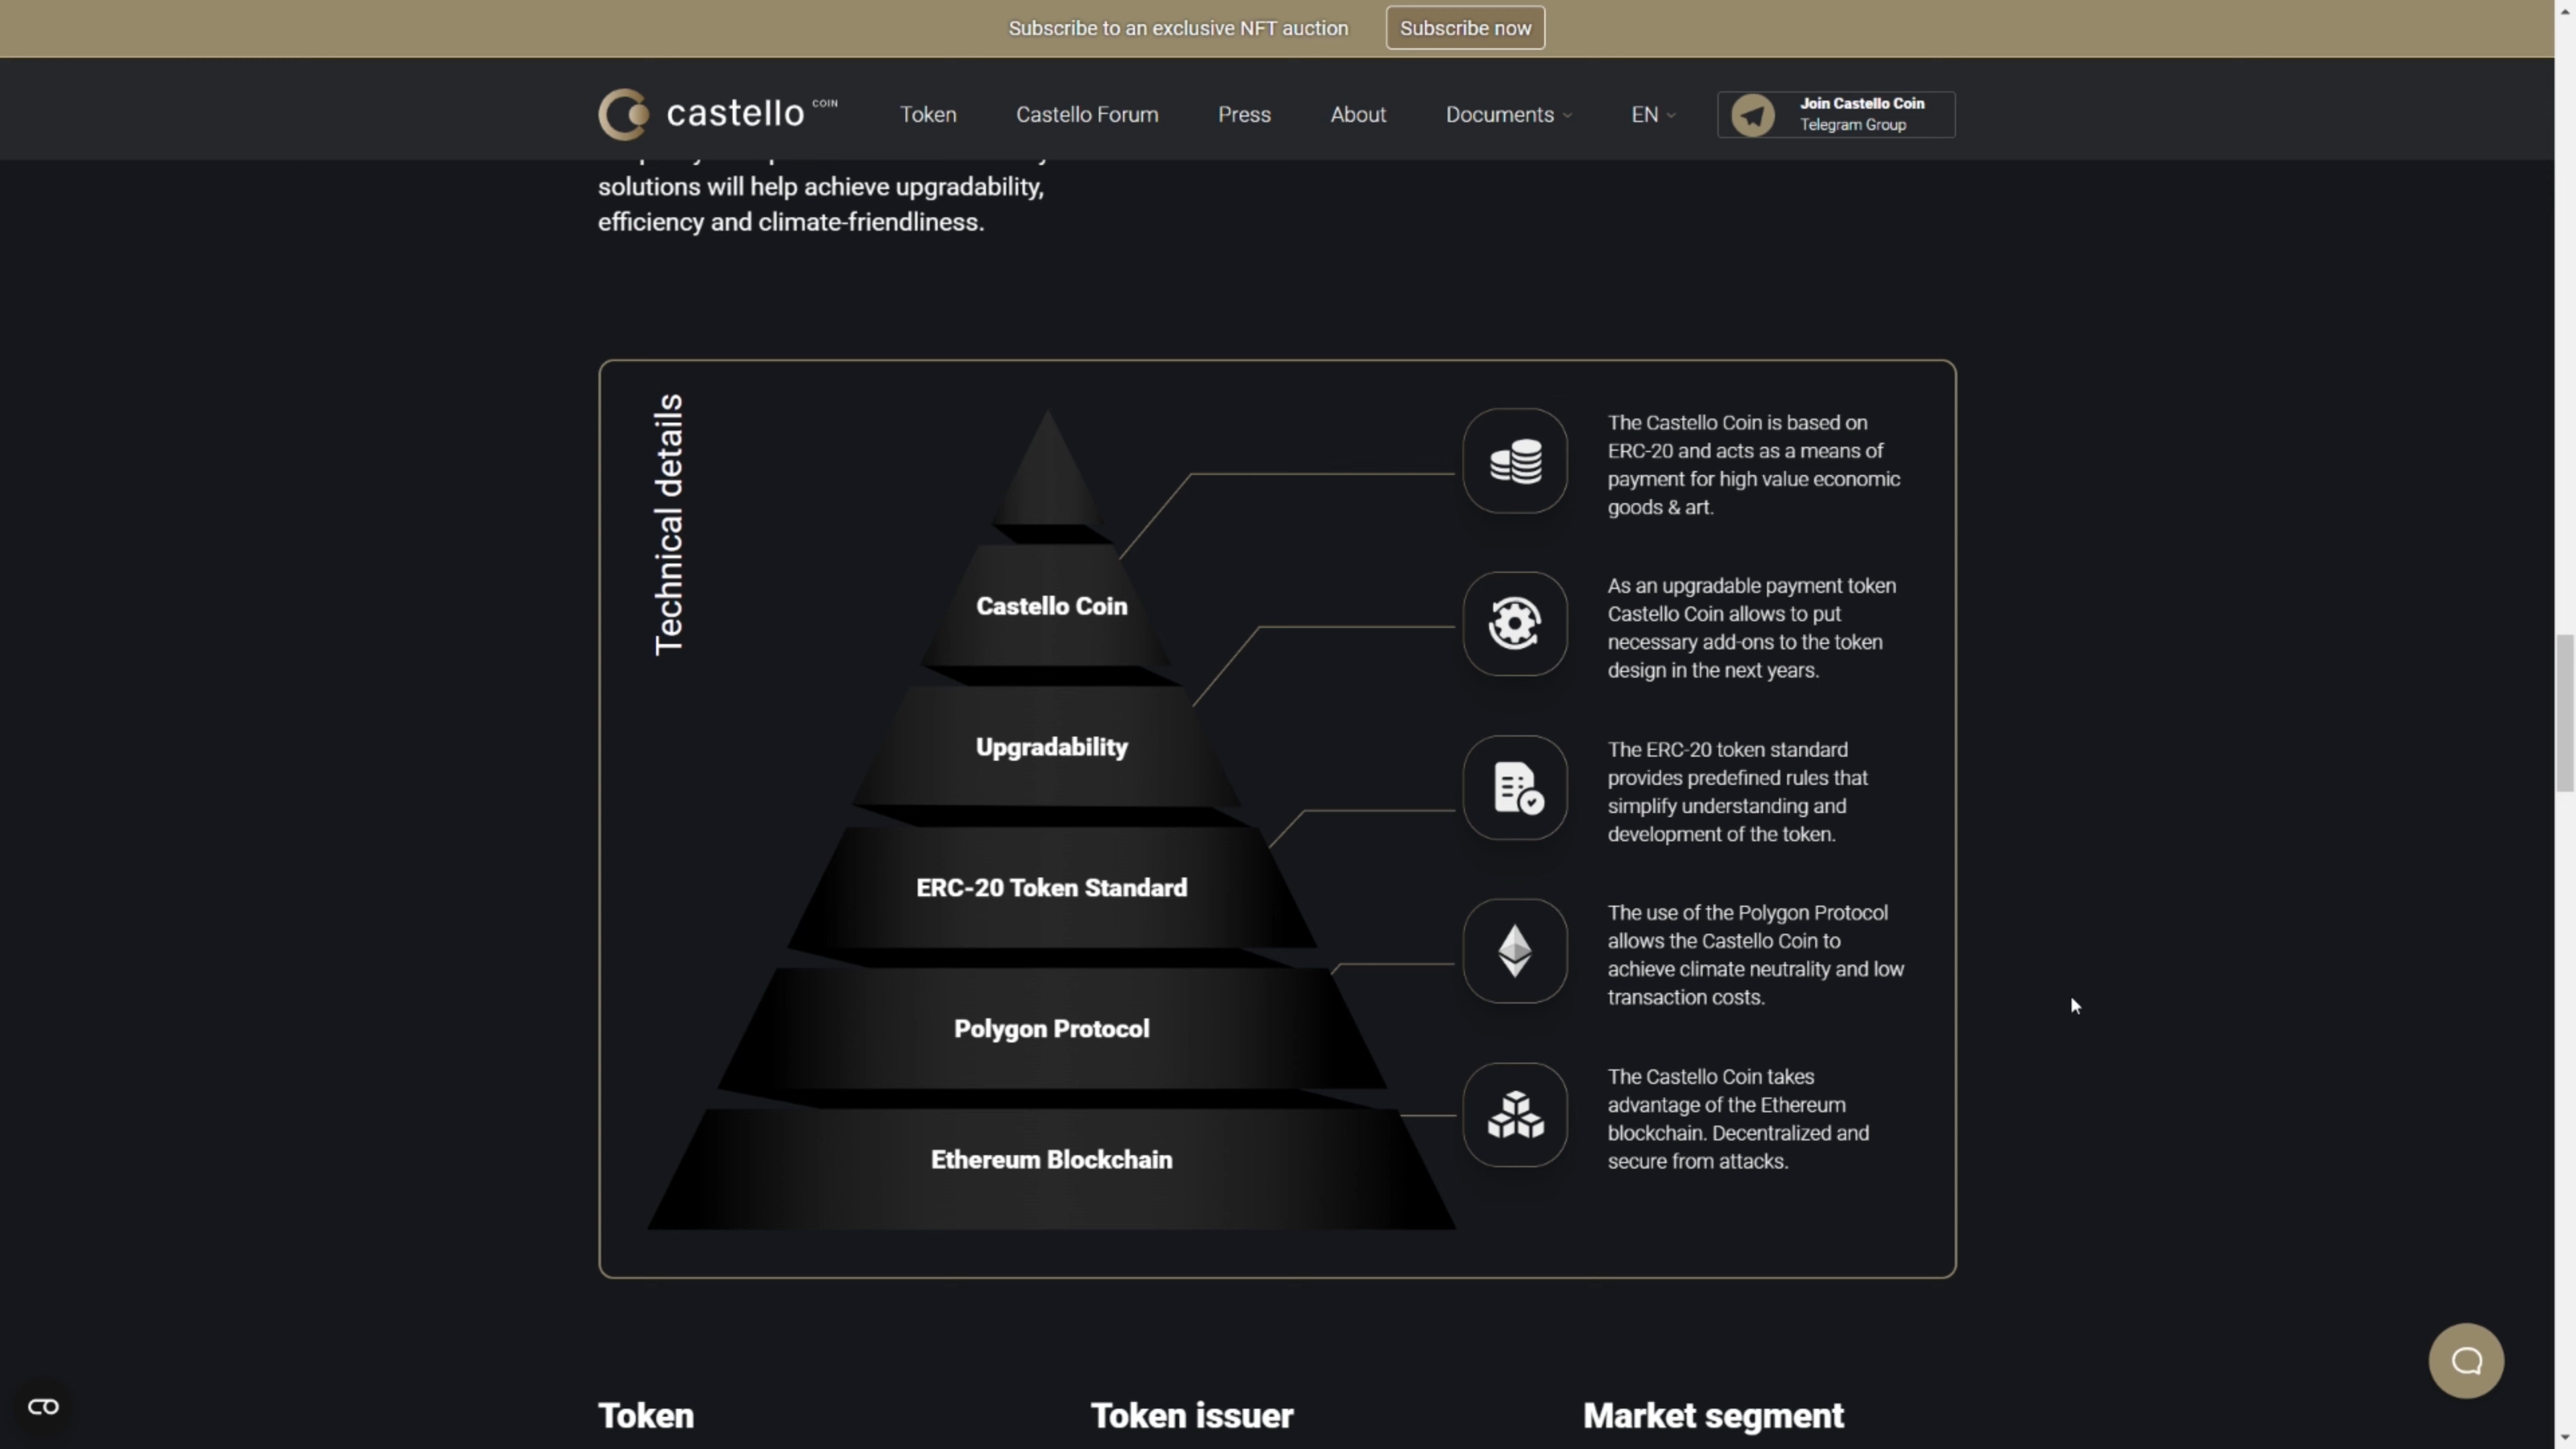 Subscribe to an exclusive NFT auction
Subscribe now
castello COIN
Token
Castello Forum
Press
About
Documents
EN
Join Castello Coin
Telegram Group
solutions will help achieve upgradability,
efficiency and climate-friendliness.
Technical details
Castello Coin
Upgradability
ERC-20 Token Standard
Polygon Protocol
Ethereum Blockchain
The Castello Coin is based on
ERC-20 and acts as a means of
payment for high value economic
goods & art.
As an upgradable payment token
Castello Coin allows to put
necessary add-ons to the token
design in the next years.
The ERC-20 token standard
provides predefined rules that
simplify understanding and
development of the token.
The use of the Polygon Protocol
allows the Castello Coin to
achieve climate neutrality and low
transaction costs.
The Castello Coin takes
advantage of the Ethereum
blockchain. Decentralized and
secure from attacks.
Token
Token issuer
Market segment